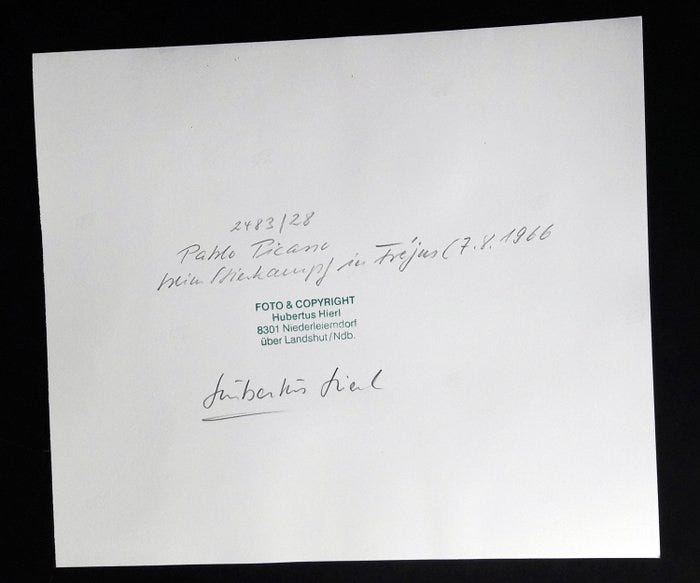 2483/28
Pablo Picasso
beim Stierkampf in Fréjus (7.8.1966
FOTO & COPYRIGHT
Hubertus Hierl
8301 Niederleierndorf
über Landshut/Ndb.
Hubertus Hierl